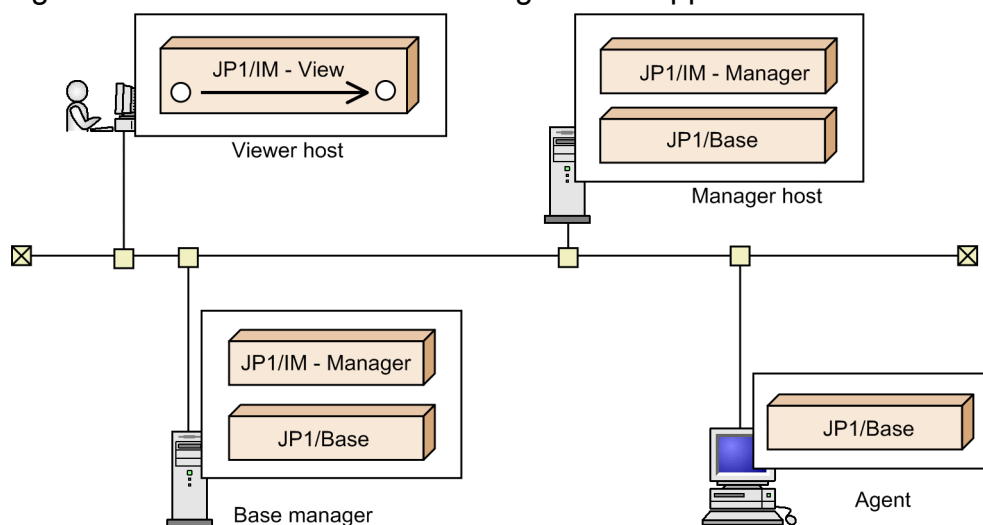 JP1/IM - View
Viewer host
JP1/IM - Manager
JP1/Base
Manager host
JP1/IM - Manager
JP1/Base
Base manager
JP1/Base
Agent